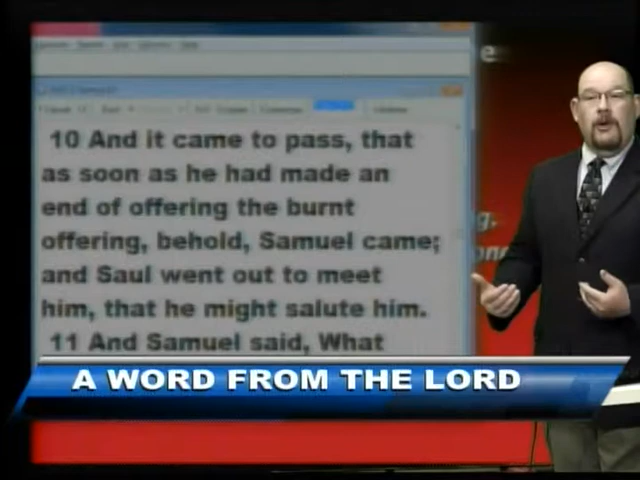 10 And it came to pass, that
as soon as he had made an
end of offering the burnt
offering, behold, Samuel came;
and Saul went out to meet
him, that he might salute him.
11 And Samuel said, What
A WORD FROM THE LORD